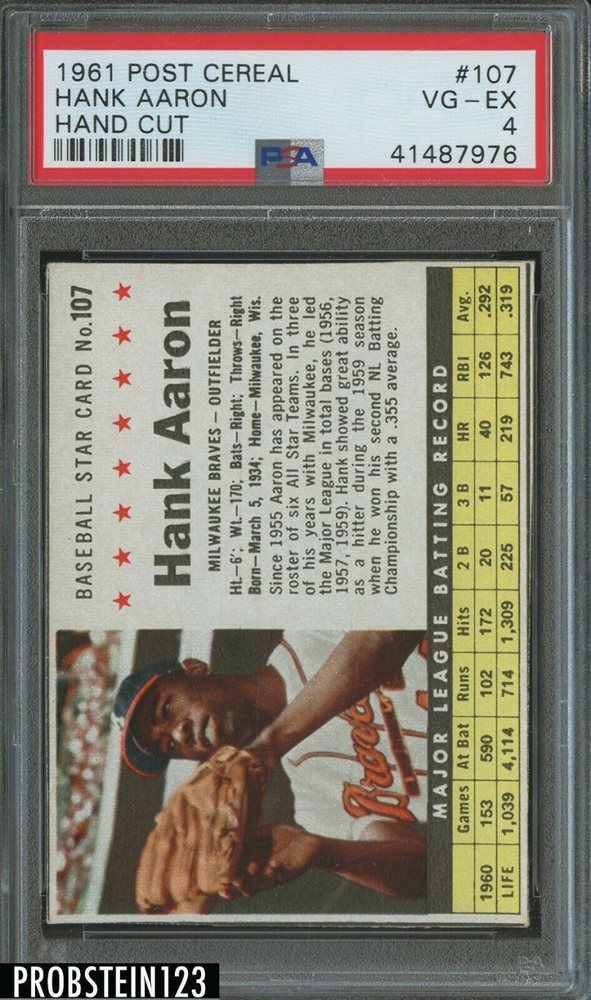 1961 POST CEREAL #107
HANK AARON VG-EX
HAND CUT 4
PSA 41487976
BASEBALL STAR CARD No.107
Hank Aaron
MILWAUKEE BRAVES – OUTFIELDER
Ht.—6'; Wt.—170; Bats—Right; Throws—Right
Born—March 5, 1934; Home—Milwaukee, Wis.
Since 1955 Aaron has appeared on the
roster of six All Star Teams. In three
of his years with Milwaukee, he led
the Major League in total bases (1956,
1957, 1959). Hank showed great ability
as a hitter during the 1959 season
when he won his second NL Batting
Championship with a .355 average.
Braves
MAJOR LEAGUE BATTING RECORD
Games At Bat Runs Hits 2 B 3 B HR RBI Avg.
1960 153 590 102 172 20 11 40 126 .292
LIFE 1,039 4,114 714 1,309 225 57 219 743 .319
PROBSTEIN123